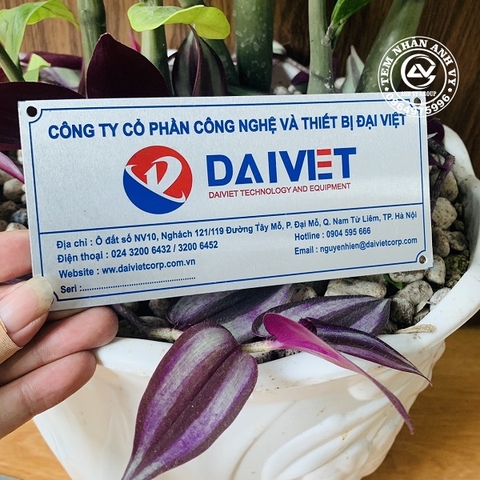 CÔNG TY CỔ PHẦN CÔNG NGHỆ VÀ THIẾT BỊ ĐẠI VIỆT
DAIVIET
DAIVIET TECHNOLOGY AND EQUIPMENT
Địa chỉ : Ô đất số NV10, Nghách 121/119 Đường Tây Mỗ, P. Đại Mỗ, Q. Nam Từ Liêm, TP. Hà Nội
Điện thoại : 024 3200 6432 / 3200 6452
Hotline : 0904 595 666
Website : ww.daivietcorp.com.vn
Email : nguyenhien@daivietcorp.com
Seri :........................................
TEM NHÃN ANH VY